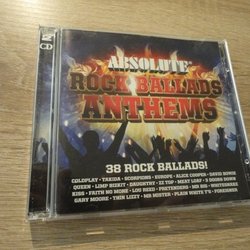 2
CD
ABSOLUTE
ROCK BALLADS
ANTHEMS
38 ROCK BALLADS!
COLDPLAY - TAKIDA - SCORPIONS - EUROPE - ALICE COOPER - DAVID BOWIE
QUEEN - LIMP BIZKIT - DAUGHTRY - ZZ TOP - MEAT LOAF - 3 DOORS DOWN
KISS - FAITH NO MORE - LOU REED - PRETENDERS - MR BIG - WHITESNAKE
GARY MOORE - THIN LIZZY - MR MISTER - PLAIN WHITE T'S - FOREIGNER